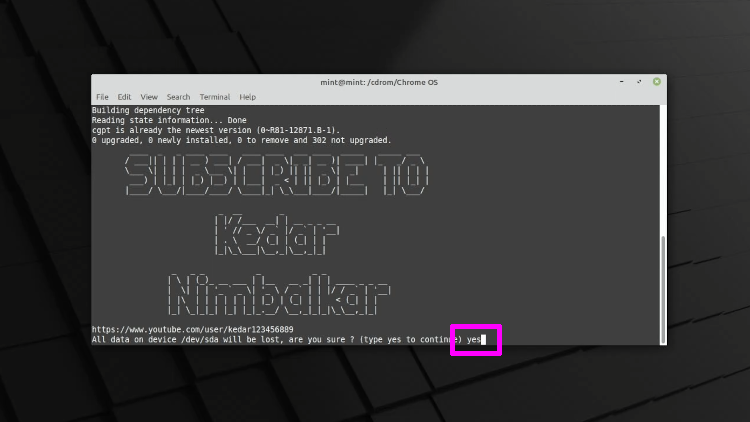 mint@mint: /cdrom/Chrome OS
File Edit View Search Terminal Help
Building dependency tree
Reading state information... Done
cgpt is already the newest version (0~R81-12871.B-1).
0 upgraded, 0 newly installed, 0 to remove and 302 not upgraded.
SUBSCRIBE TO
Kedar
Nimbalkar
https://www.youtube.com/user/kedar123456889
All data on device /dev/sda will be lost, are you sure ? (type yes to continue) yes